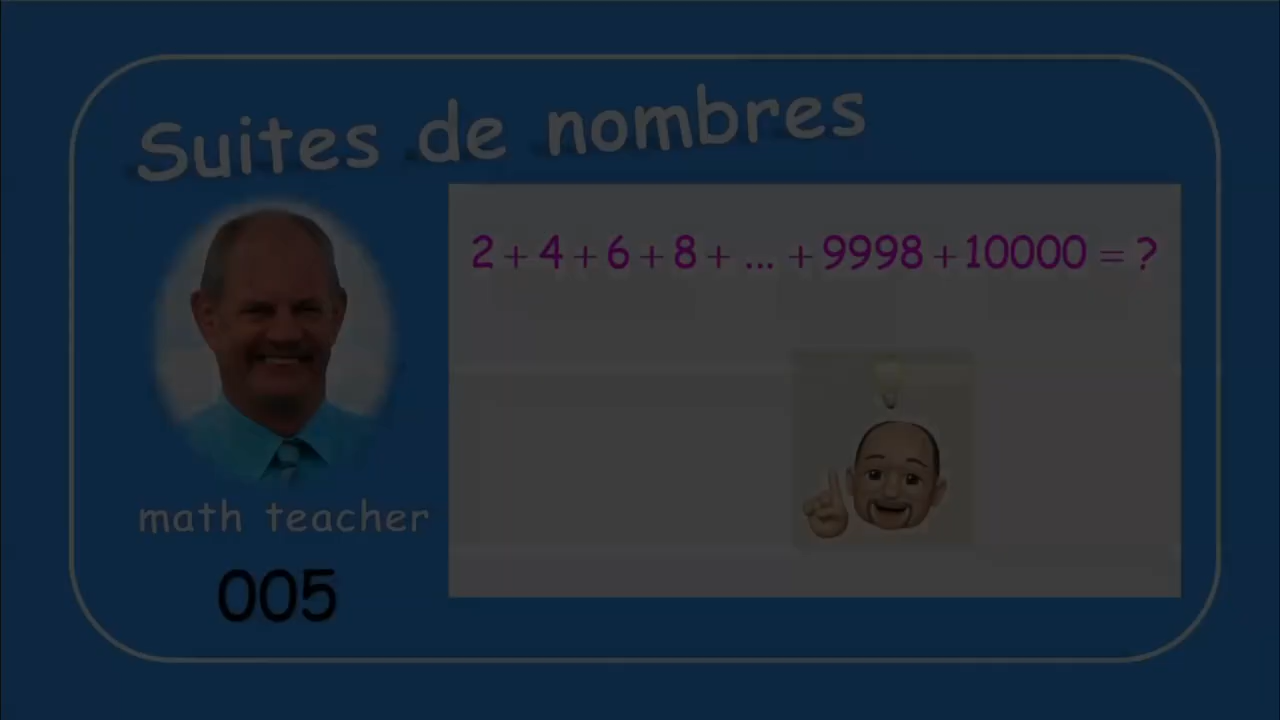 Suites de nombres
2 + 4 + 6 + 8 + ... + 9998 + 10000 = ?
math teacher
005